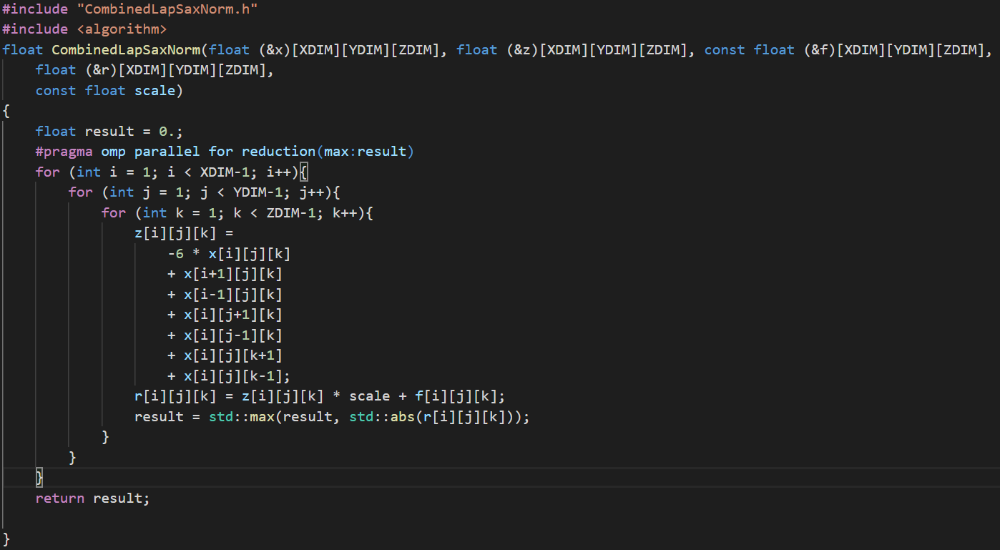 #include "CombinedLapSaxNorm.h"
#include <algorithm>
float CombinedLapSaxNorm(float (&x)[XDIM][YDIM][ZDIM], float (&z)[XDIM][YDIM][ZDIM], const float (&f)[XDIM][YDIM][ZDIM],
    float (&r)[XDIM][YDIM][ZDIM],
    const float scale)
{
    float result = 0.;
    #pragma omp parallel for reduction(max:result)
    for (int i = 1; i < XDIM-1; i++){
        for (int j = 1; j < YDIM-1; j++){
            for (int k = 1; k < ZDIM-1; k++){
                z[i][j][k] =
                    -6 * x[i][j][k]
                    + x[i+1][j][k]
                    + x[i-1][j][k]
                    + x[i][j+1][k]
                    + x[i][j-1][k]
                    + x[i][j][k+1]
                    + x[i][j][k-1];
                r[i][j][k] = z[i][j][k] * scale + f[i][j][k];
                result = std::max(result, std::abs(r[i][j][k]));
            }
        }
    }
    return result;
}